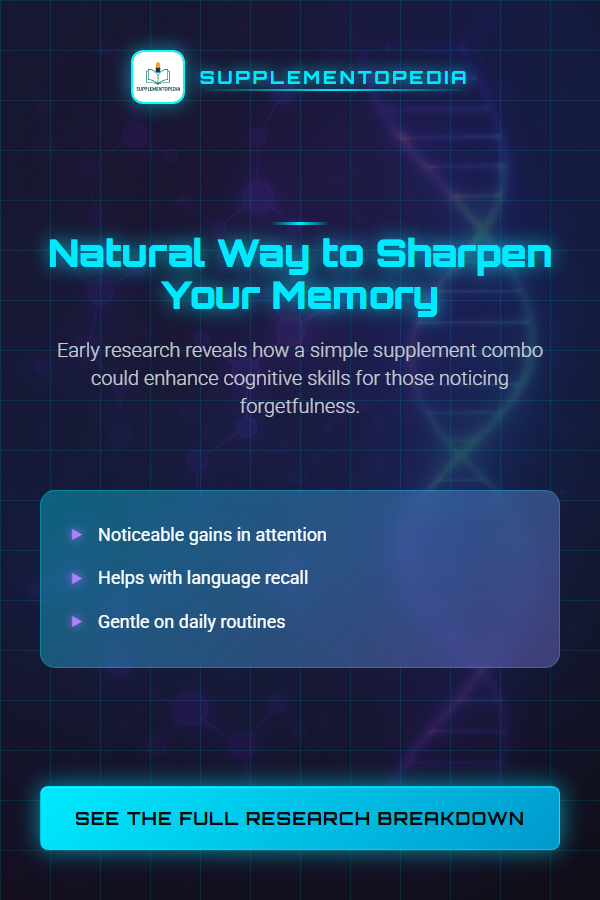 SUPPLEMENTOPEDIA
SUPPLEMENTOPEDIA
Natural Way to Sharpen
Your Memory
Early research reveals how a simple supplement combo
could enhance cognitive skills for those noticing
forgetfulness.
Noticeable gains in attention
Helps with language recall
Gentle on daily routines
SEE THE FULL RESEARCH BREAKDOWN